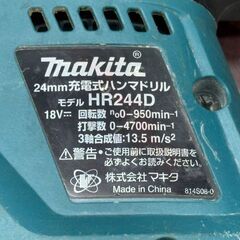 makita
24mm充電式ハンマドリル
モデル HR244D
18V⎓ 回転数 n₀0-950min⁻¹
打撃数 0-4700min⁻¹
3軸合成値:13.5 m/s²
⚠警告・ご使用前に取扱説明書を
必ずよくお読みください。
株式会社マキタ
Made in China 814S08-0